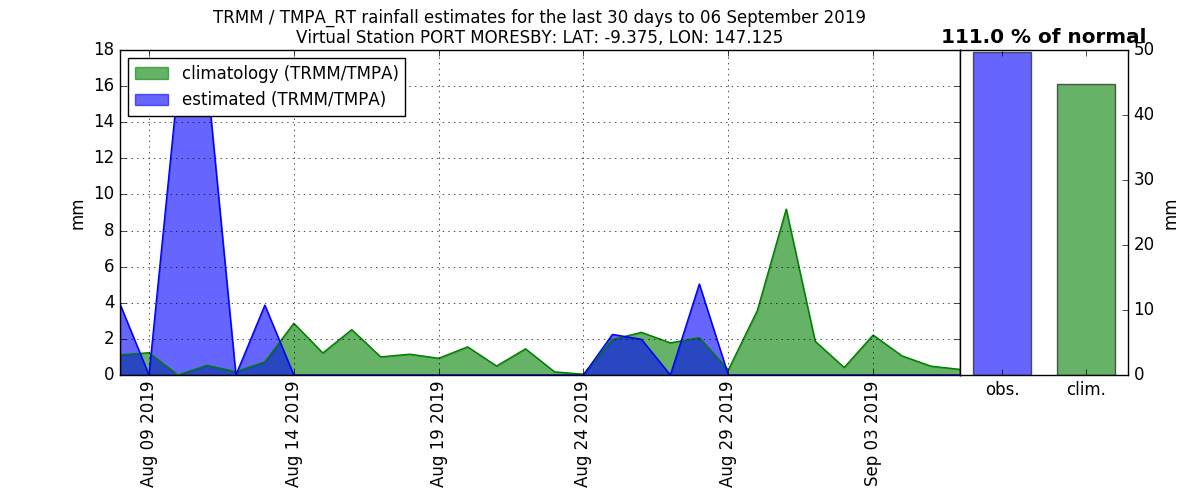 TRMM / TMPA_RT rainfall estimates for the last 30 days to 06 September 2019
Virtual Station PORT MORESBY: LAT: -9.375, LON: 147.125
111.0 % of normal
climatology (TRMM/TMPA)
estimated (TRMM/TMPA)
18
16
14
12
10
8
6
4
2
0
mm
Aug 09 2019
Aug 14 2019
Aug 19 2019
Aug 24 2019
Aug 29 2019
Sep 03 2019
obs.
clim.
50
40
30
20
10
0
mm